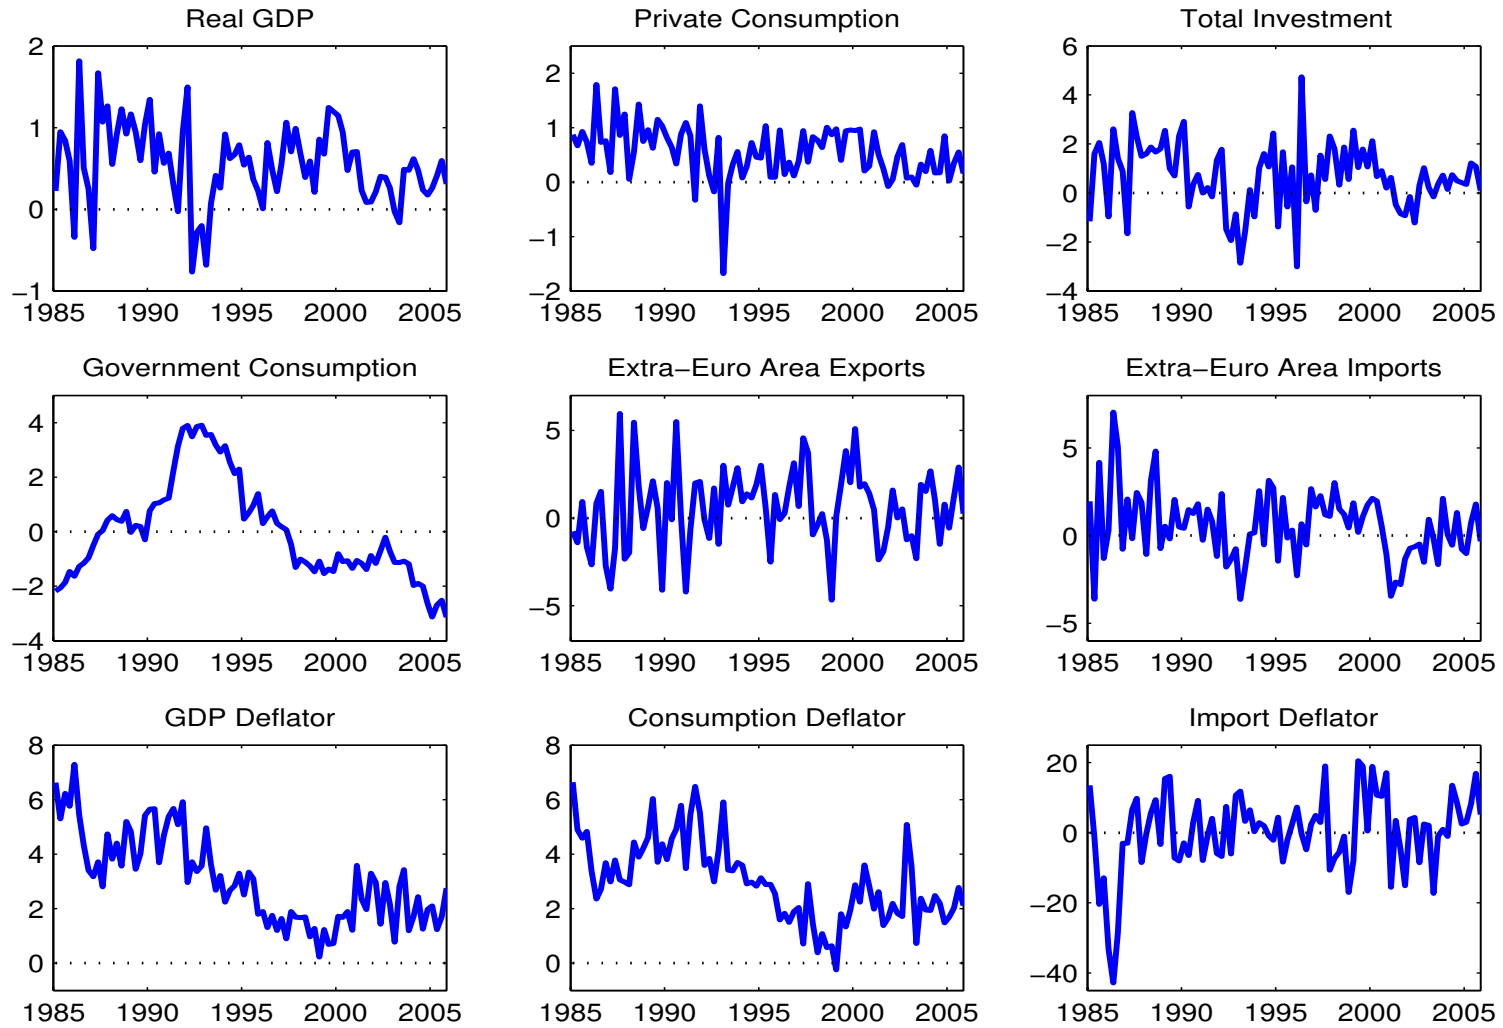 Real GDP Private Consumption Total Investment
2 2 6
1 1 4
0 0 2
−1 −1 0
−2 −2
−4
1985 1990 1995 2000 2005 1985 1990 1995 2000 2005 1985 1990 1995 2000 2005
Government Consumption Extra−Euro Area Exports Extra−Euro Area Imports
4 5 5
2 0 0
0 −5 −5
−2
−4
1985 1990 1995 2000 2005 1985 1990 1995 2000 2005 1985 1990 1995 2000 2005
GDP Deflator Consumption Deflator Import Deflator
8 8 20
6 6 0
4 4 −20
2 2 −40
0 0
1985 1990 1995 2000 2005 1985 1990 1995 2000 2005 1985 1990 1995 2000 2005